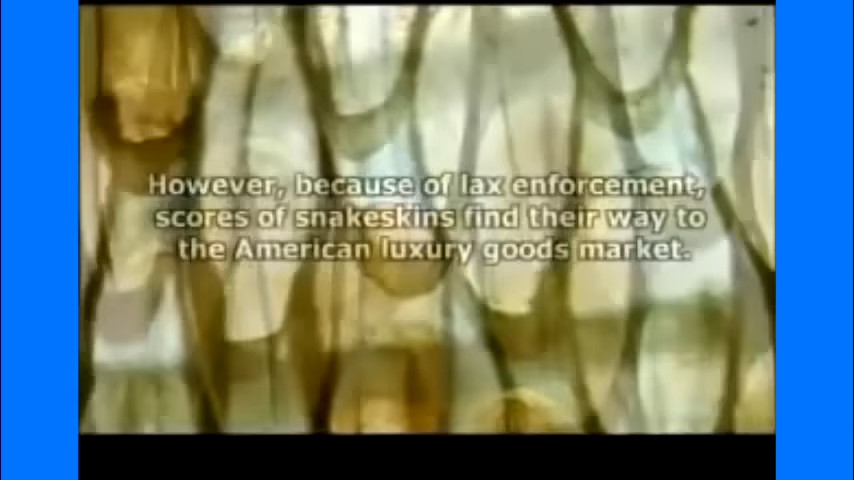 However, because of lax enforcement,
scores of snakeskins find their way to
the American luxury goods market.